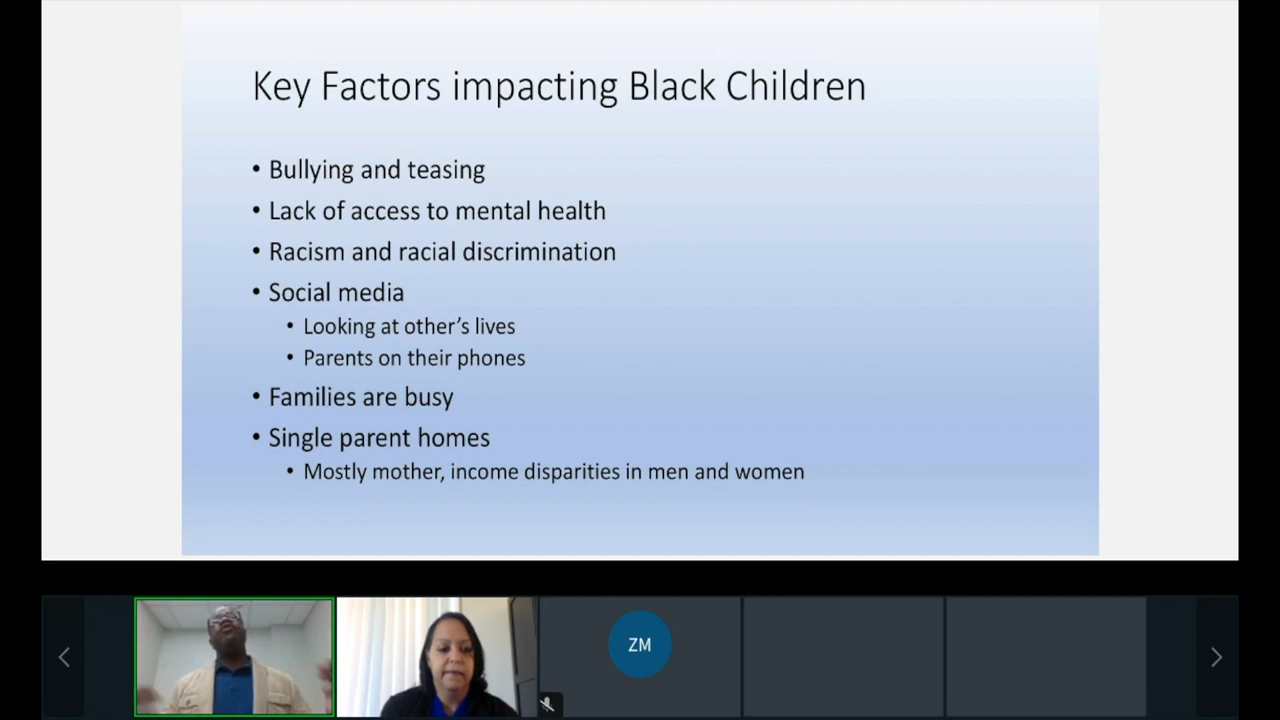 Key Factors impacting Black Children
• Bullying and teasing
• Lack of access to mental health
• Racism and racial discrimination
• Social media
• Looking at other’s lives
• Parents on their phones
• Families are busy
• Single parent homes
• Mostly mother, income disparities in men and women
ZM